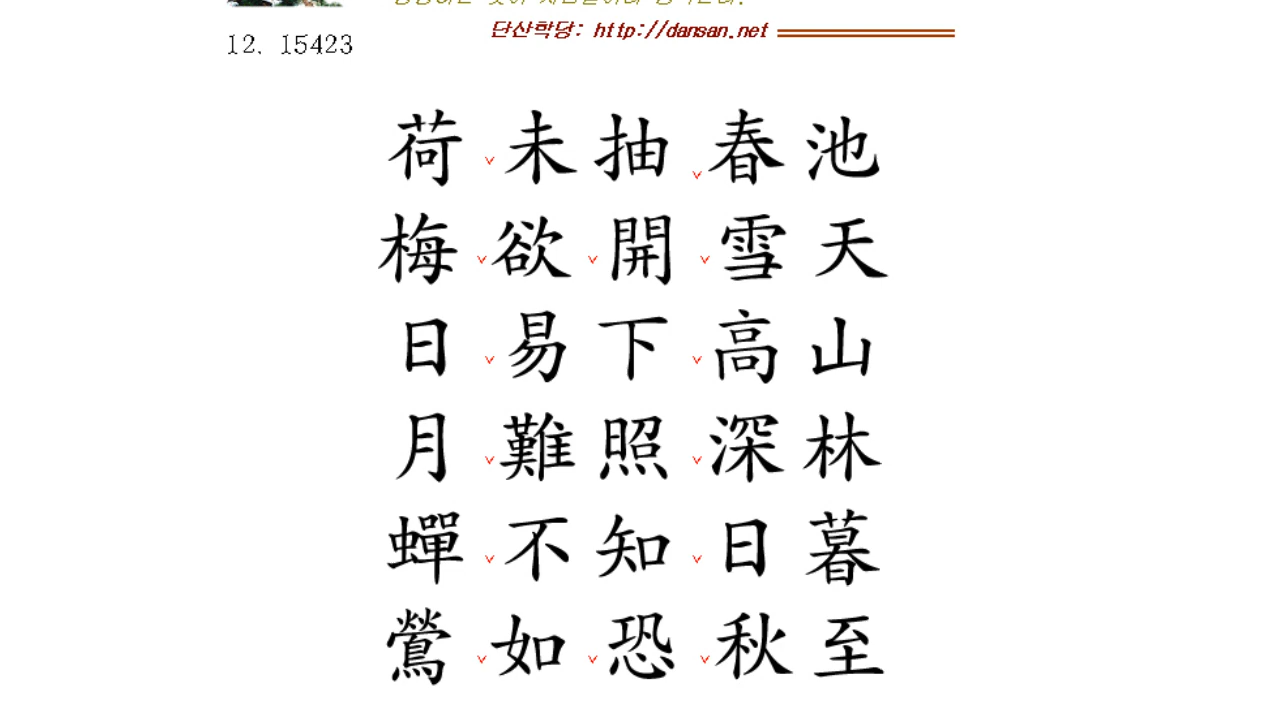 단산학당: http://dansan.net
12. 15423
荷 ˅ 未 抽 ˅ 春 池
梅 ˅ 欲 ˅ 開 ˅ 雪 天
日 ˅ 易 下 ˅ 高 山
月 ˅ 難 照 ˅ 深 林
蟬 ˅ 不 知 ˅ 日 暮
鶯 ˅ 如 ˅ 恐 ˅ 秋 至